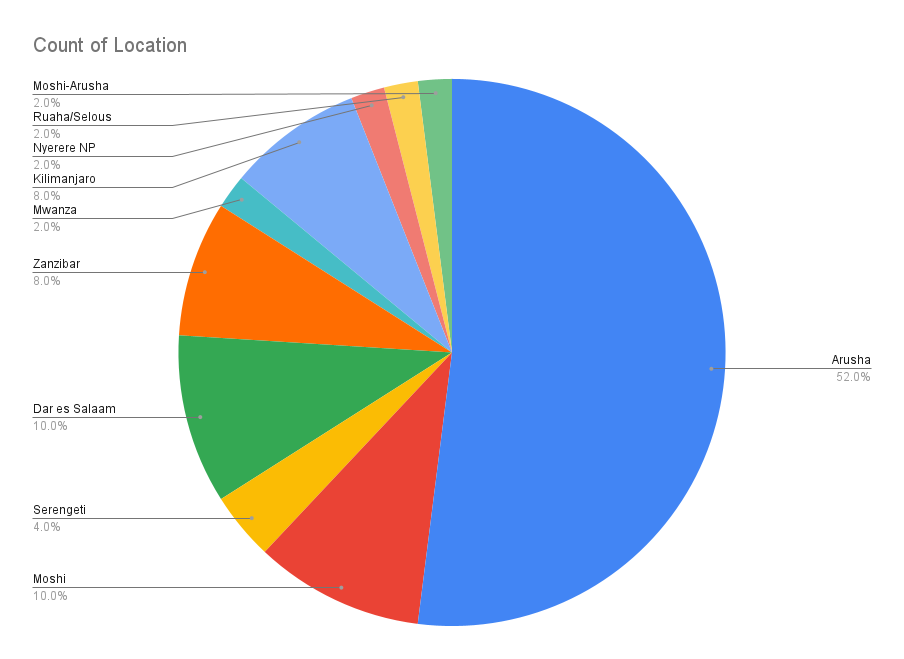 Count of Location
Moshi-Arusha
2.0%
Ruaha/Selous
2.0%
Nyerere NP
2.0%
Kilimanjaro
8.0%
Mwanza
2.0%
Zanzibar
8.0%
Arusha
52.0%
Dar es Salaam
10.0%
Serengeti
4.0%
Moshi
10.0%